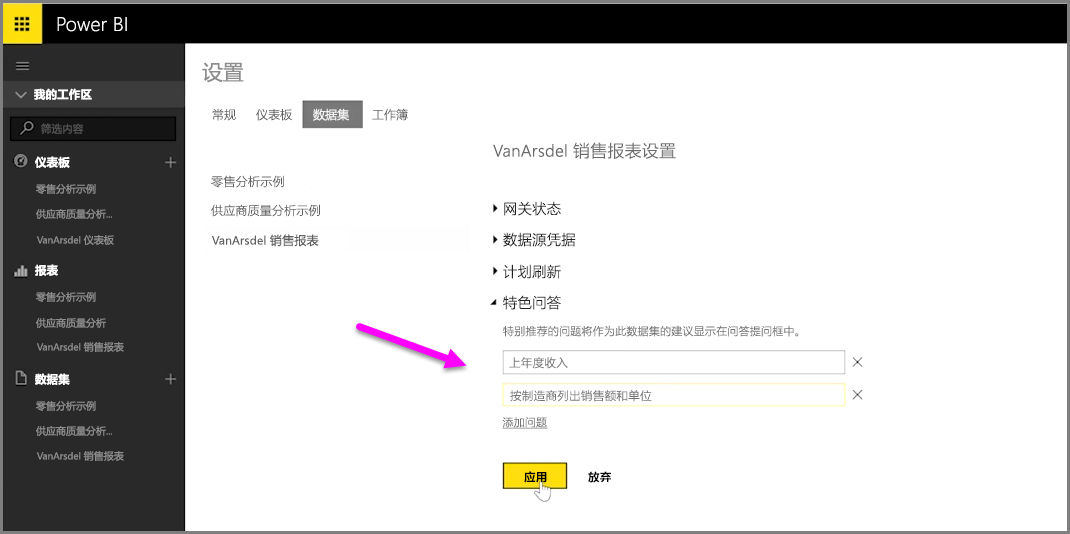 Power BI
我的工作区
筛选内容
仪表板
零售分析示例
供应商质量分析...
VanArsdel 仪表板
报表
零售分析示例
供应商质量分析
VanArsdel 销售报表
数据集
零售分析示例
供应商质量分析...
VanArsdel 销售报表
设置
常规 仪表板 数据集 工作簿
零售分析示例
供应商质量分析示例
VanArsdel 销售报表
VanArsdel 销售报表设置
网关状态
数据源凭据
计划刷新
特色问答
特别推荐的问题将作为此数据集的建议显示在问答提问框中。
上年度收入
按制造商列出销售额和单位
添加问题
应用 放弃